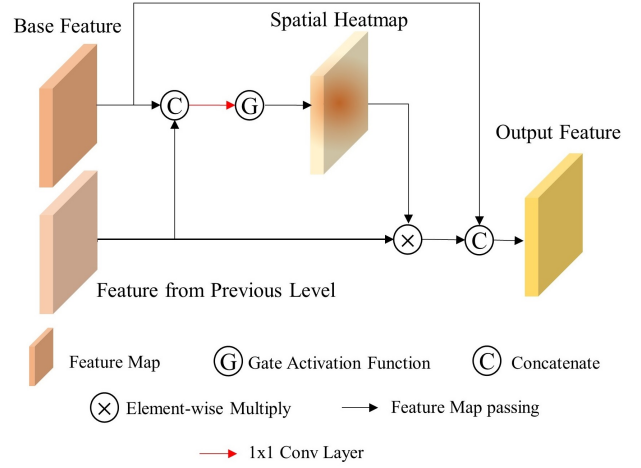 Base Feature
Spatial Heatmap
C
G
Output Feature
×
C
Feature from Previous Level
Feature Map
G Gate Activation Function
C Concatenate
× Element-wise Multiply
Feature Map passing
1x1 Conv Layer